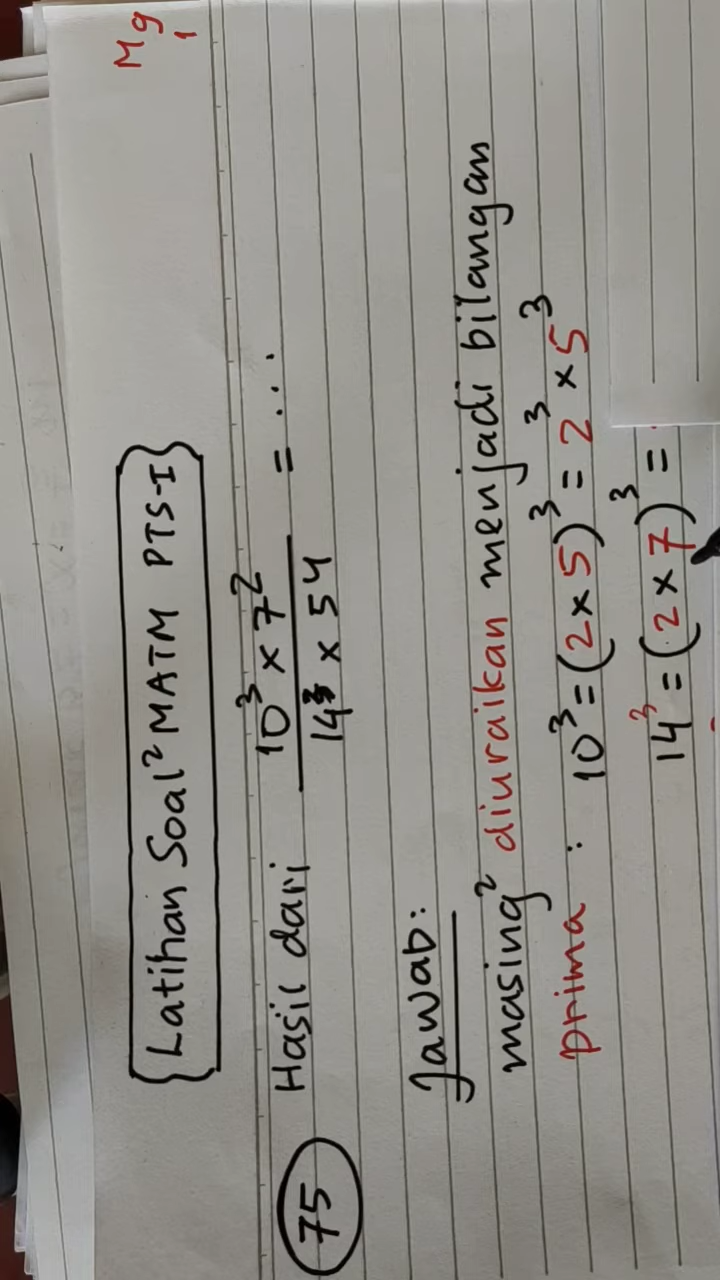 Mg 1
{Latihan Soal² MATM PTS-I}
75 Hasil dari 10³ × 7² / 14³ × 54 = ...
Jawab:
masing² diuraikan menjadi bilangan
prima : 10³ = (2 × 5)³ = 2³ × 5³
14³ = (2 × 7)³ =